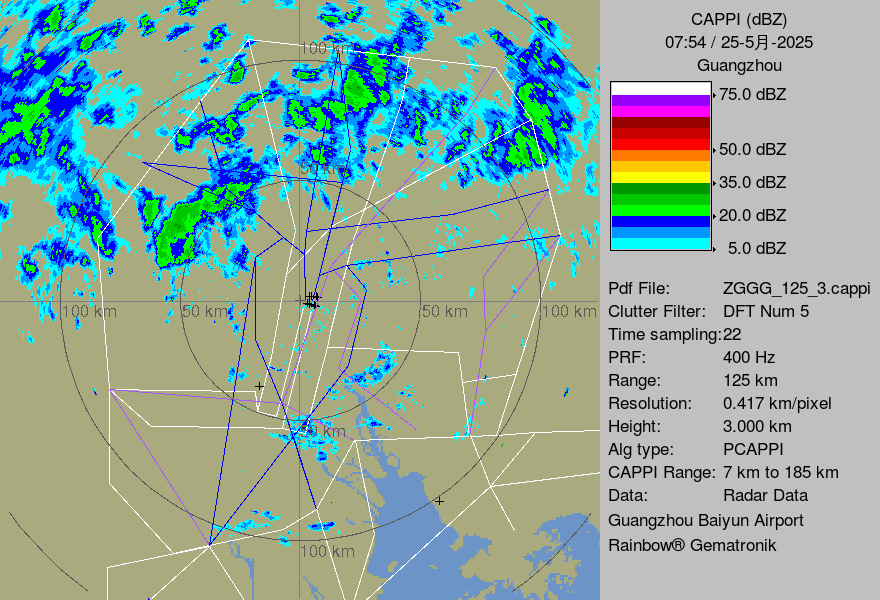 CAPPI (dBZ)
07:54 / 25-5月-2025
Guangzhou
75.0 dBZ
50.0 dBZ
35.0 dBZ
20.0 dBZ
5.0 dBZ
Pdf File: ZGGG_125_3.cappi
Clutter Filter: DFT Num 5
Time sampling:22
PRF: 400 Hz
Range: 125 km
Resolution: 0.417 km/pixel
Height: 3.000 km
Alg type: PCAPPI
CAPPI Range: 7 km to 185 km
Data: Radar Data
Guangzhou Baiyun Airport
Rainbow® Gematronik
100 km
50 km
100 km
50 km
50 km
100 km
50 km
100 km